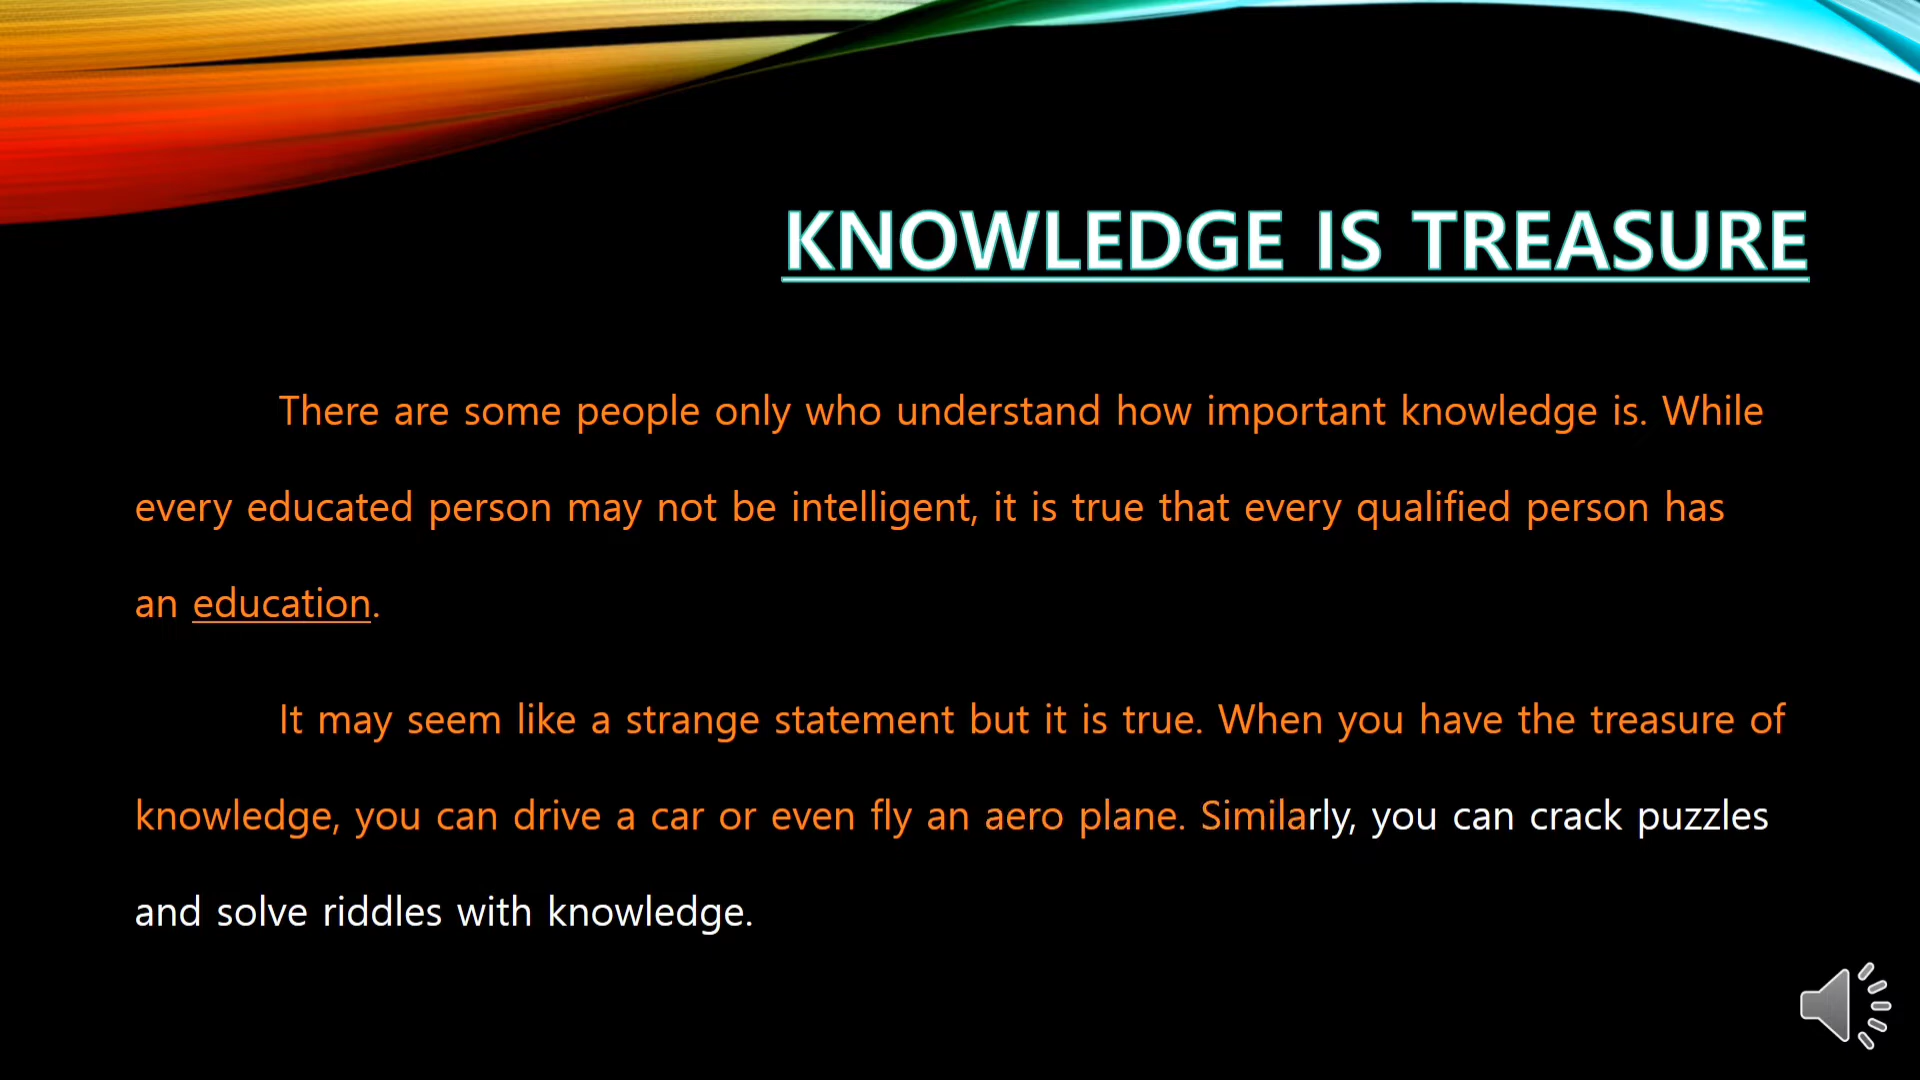 KNOWLEDGE IS TREASURE
There are some people only who understand how important knowledge is. While
every educated person may not be intelligent, it is true that every qualified person has
an education.
It may seem like a strange statement but it is true. When you have the treasure of
knowledge, you can drive a car or even fly an aero plane. Similarly, you can crack puzzles
and solve riddles with knowledge.